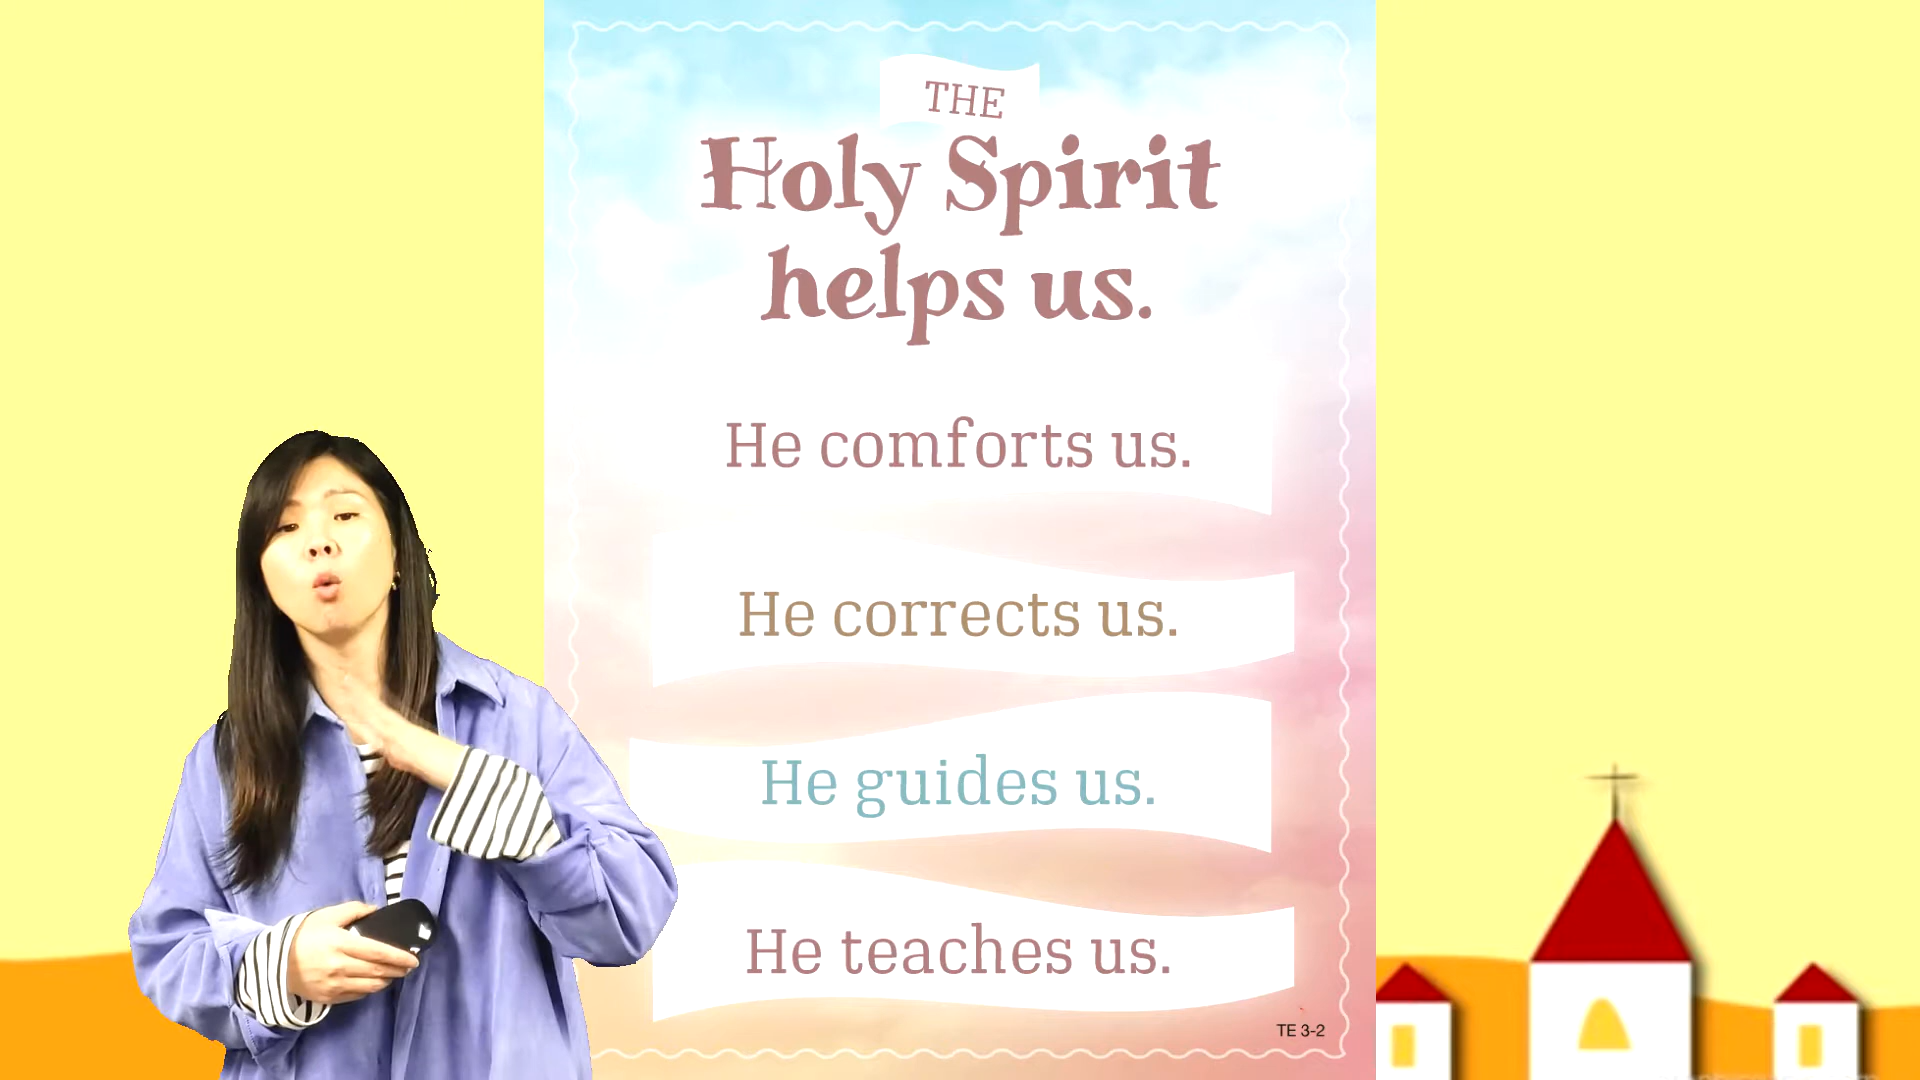 THE
Holy Spirit
helps us.
He comforts us.
He corrects us.
He guides us.
He teaches us.
TE 3-2